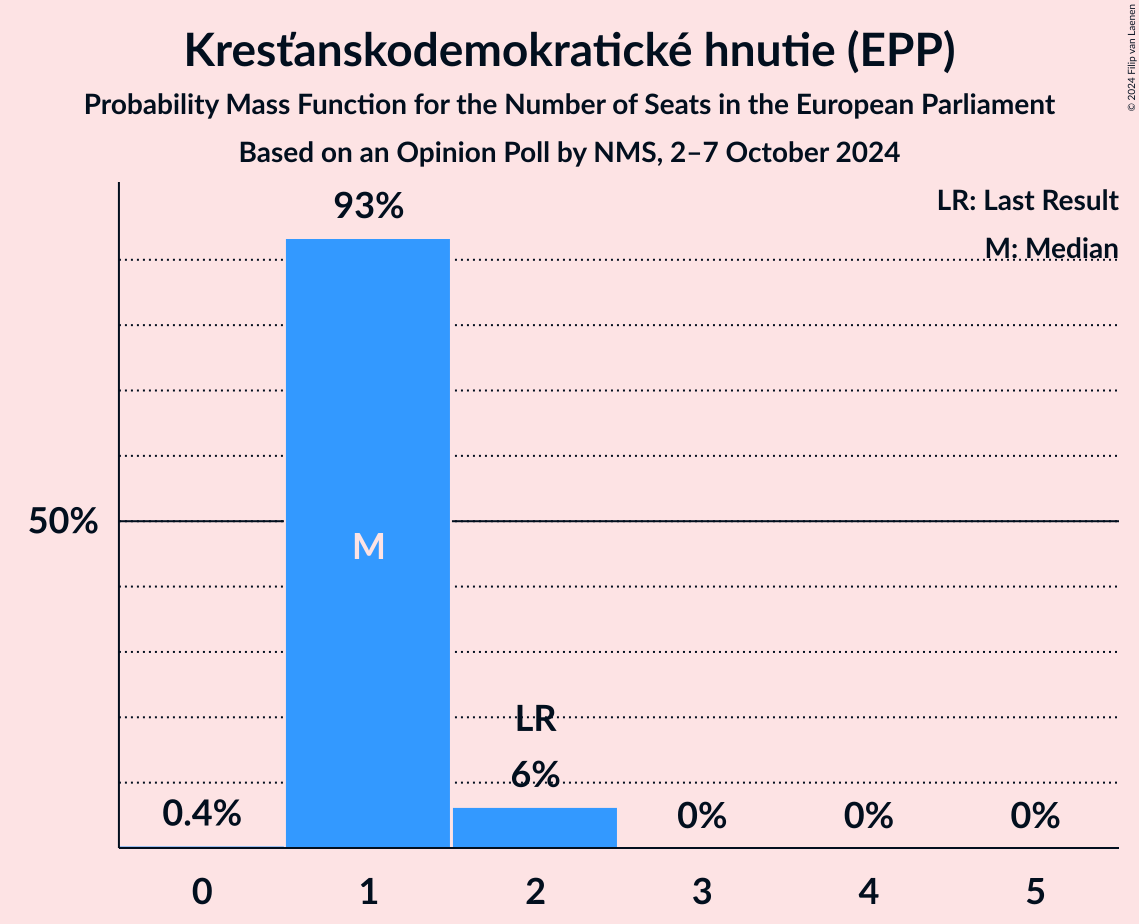 Kresťanskodemokratické hnutie (EPP)
Probability Mass Function for the Number of Seats in the European Parliament
Based on an Opinion Poll by NMS, 2–7 October 2024
© 2024 Filip van Laenen
LR: Last Result
M: Median
93%
50%
M
LR
6%
0.4%
0%
0%
0%
0
1
2
3
4
5